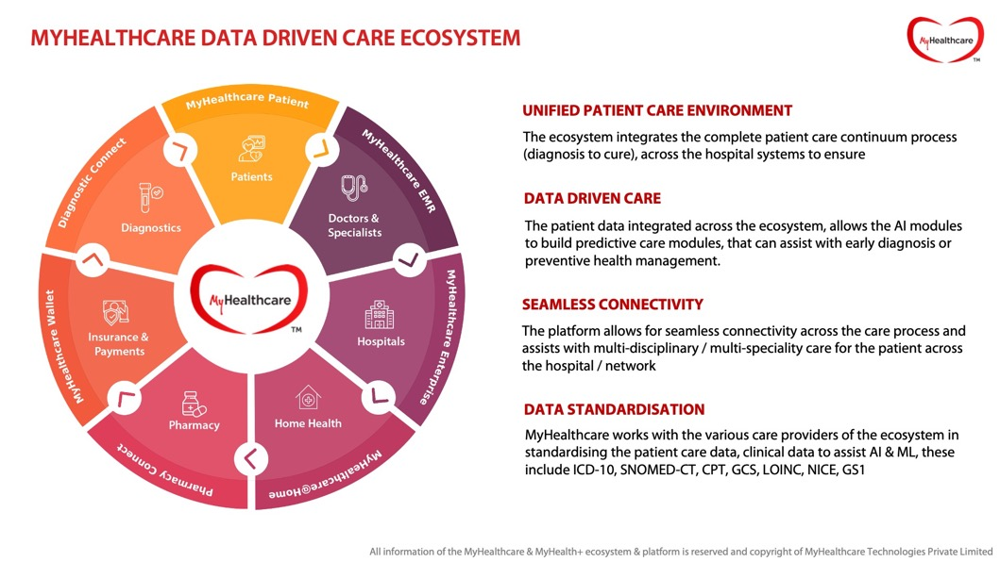 MYHEALTHCARE DATA DRIVEN CARE ECOSYSTEM
MyHealthcare
TM
MyHealthcare Patient
Patients
MyHealthcare EMR
Doctors &
Specialists
MyHealthcare Enterprise
Hospitals
MyHealthcare@Home
Home Health
Pharmacy Connect
Pharmacy
MyHealthcare Wallet
Insurance &
Payments
Diagnostic Connect
Diagnostics
MyHealthcare
TM
UNIFIED PATIENT CARE ENVIRONMENT
The ecosystem integrates the complete patient care continuum process
(diagnosis to cure), across the hospital systems to ensure
DATA DRIVEN CARE
The patient data integrated across the ecosystem, allows the AI modules
to build predictive care modules, that can assist with early diagnosis or
preventive health management.
SEAMLESS CONNECTIVITY
The platform allows for seamless connectivity across the care process and
assists with multi-disciplinary / multi-speciality care for the patient across
the hospital / network
DATA STANDARDISATION
MyHealthcare works with the various care providers of the ecosystem in
standardising the patient care data, clinical data to assist AI & ML, these
include ICD-10, SNOMED-CT, CPT, GCS, LOINC, NICE, GS1
All information of the MyHealthcare & MyHealth+ ecosystem & platform is reserved and copyright of MyHealthcare Technologies Private Limited